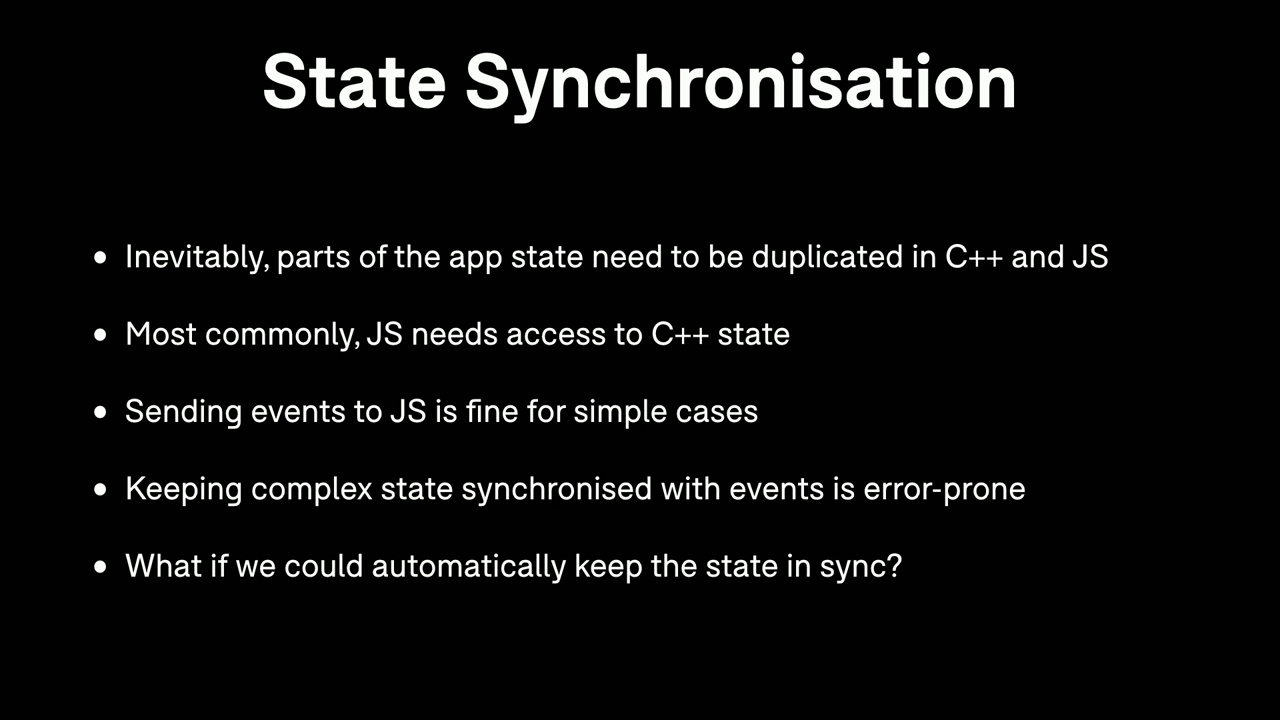 State Synchronisation
• Inevitably, parts of the app state need to be duplicated in C++ and JS
• Most commonly, JS needs access to C++ state
• Sending events to JS is fine for simple cases
• Keeping complex state synchronised with events is error-prone
• What if we could automatically keep the state in sync?